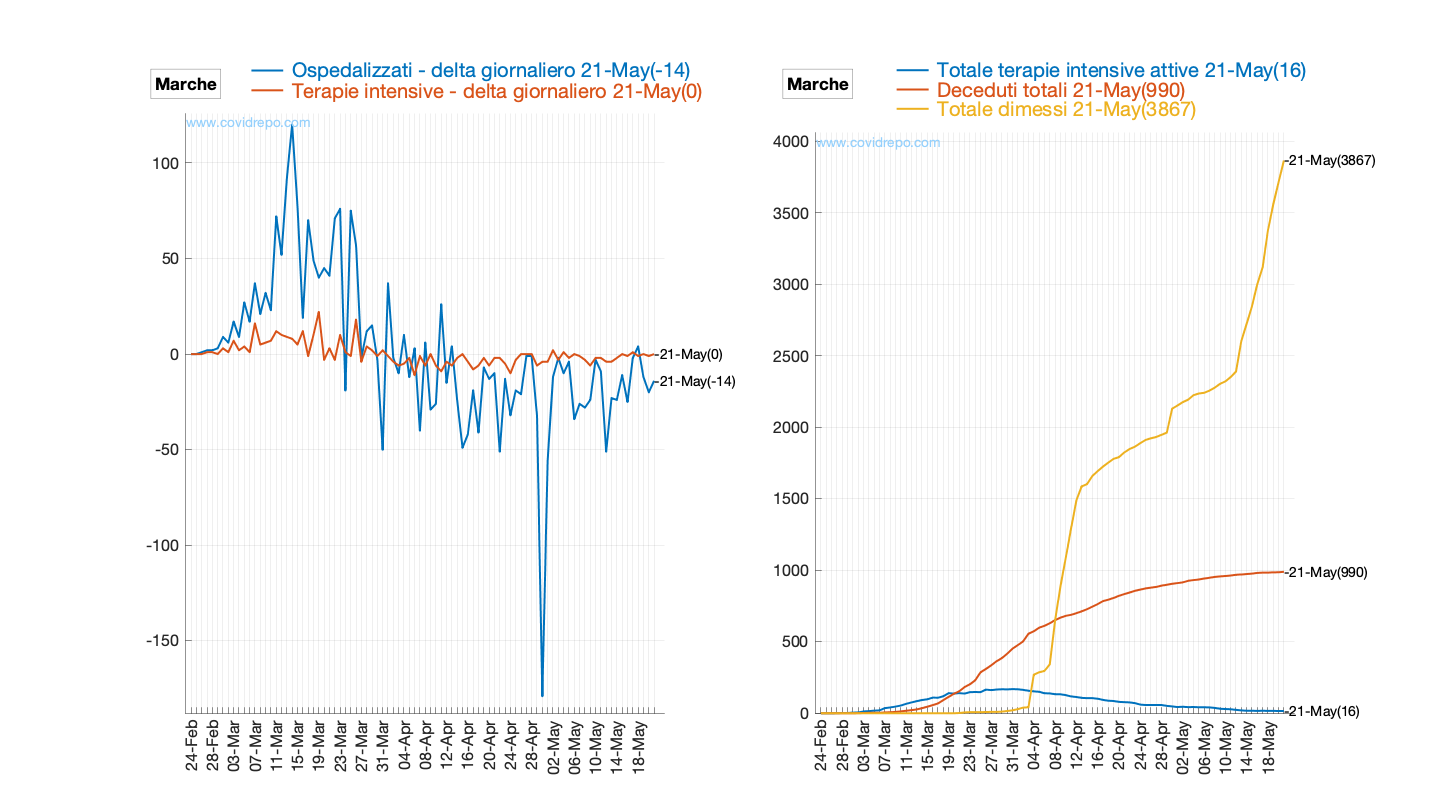 Marche
Ospedalizzati - delta giornaliero 21-May(-14)
Terapie intensive - delta giornaliero 21-May(0)
www.covidrepo.com
100
50
0
-50
-100
-150
-21-May(0)
-21-May(-14)
24-Feb
28-Feb
03-Mar
07-Mar
11-Mar
15-Mar
19-Mar
23-Mar
27-Mar
31-Mar
04-Apr
08-Apr
12-Apr
16-Apr
20-Apr
24-Apr
28-Apr
02-May
06-May
10-May
14-May
18-May
Marche
Totale terapie intensive attive 21-May(16)
Deceduti totali 21-May(990)
Totale dimessi 21-May(3867)
www.covidrepo.com
4000
3500
3000
2500
2000
1500
1000
500
0
-21-May(3867)
-21-May(990)
-21-May(16)
24-Feb
28-Feb
03-Mar
07-Mar
11-Mar
15-Mar
19-Mar
23-Mar
27-Mar
31-Mar
04-Apr
08-Apr
12-Apr
16-Apr
20-Apr
24-Apr
28-Apr
02-May
06-May
10-May
14-May
18-May